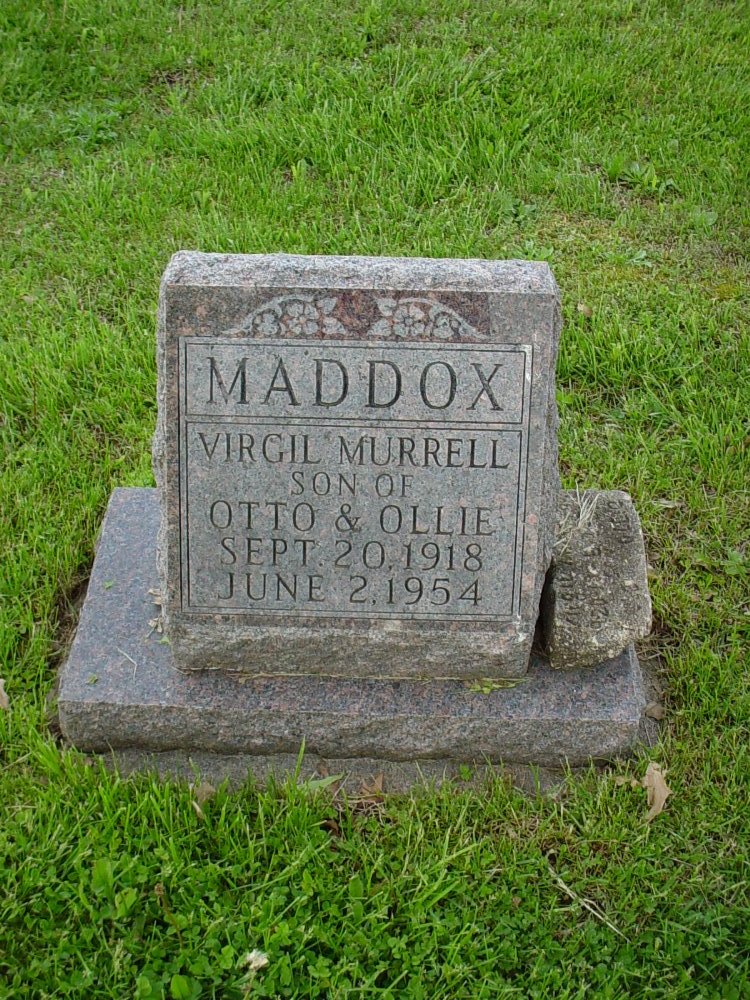 MADDOX
VIRGIL MURRELL
SON OF
OTTO & OLLIE
SEPT. 20, 1918
JUNE 2, 1954